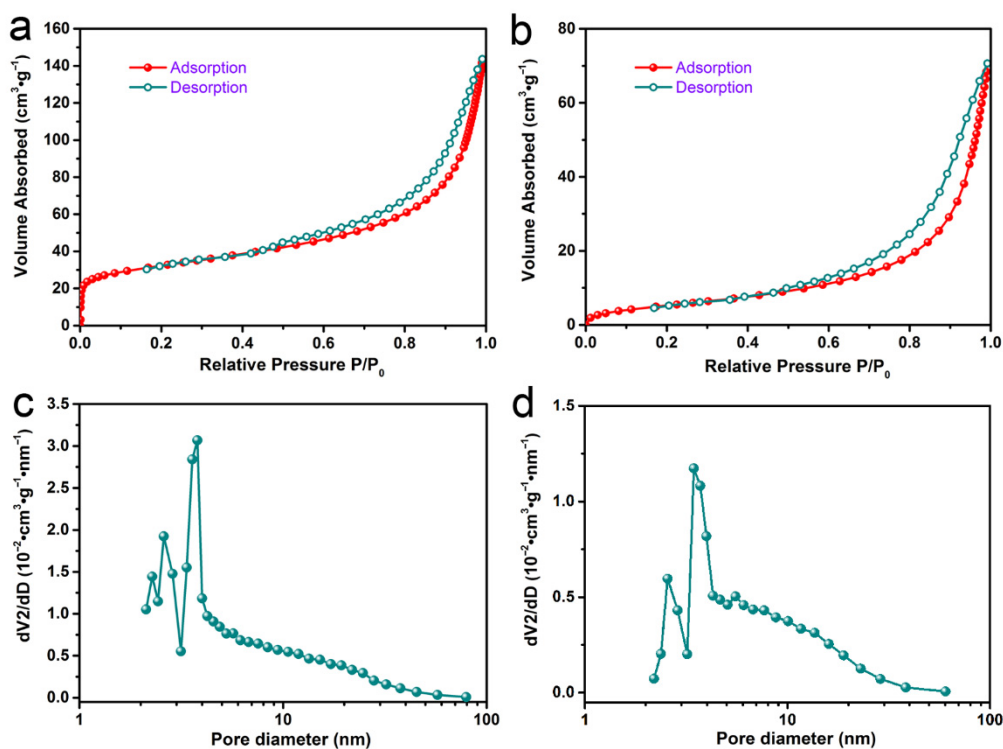 a
160
140
120
100
80
60
40
20
0
Volume Absorbed (cm³•g⁻¹)
Adsorption
Desorption
0.0 0.2 0.4 0.6 0.8 1.0
Relative Pressure P/P₀
b
80
60
40
20
0
Volume Absorbed (cm³•g⁻¹)
Adsorption
Desorption
0.0 0.2 0.4 0.6 0.8 1.0
Relative Pressure P/P₀
c
3.5
3.0
2.5
2.0
1.5
1.0
0.5
0.0
dV2/dD (10⁻²•cm³•g⁻¹•nm⁻¹)
1 10 100
Pore diameter (nm)
d
1.5
1.0
0.5
0.0
dV2/dD (10⁻²•cm³•g⁻¹•nm⁻¹)
1 10 100
Pore diameter (nm)